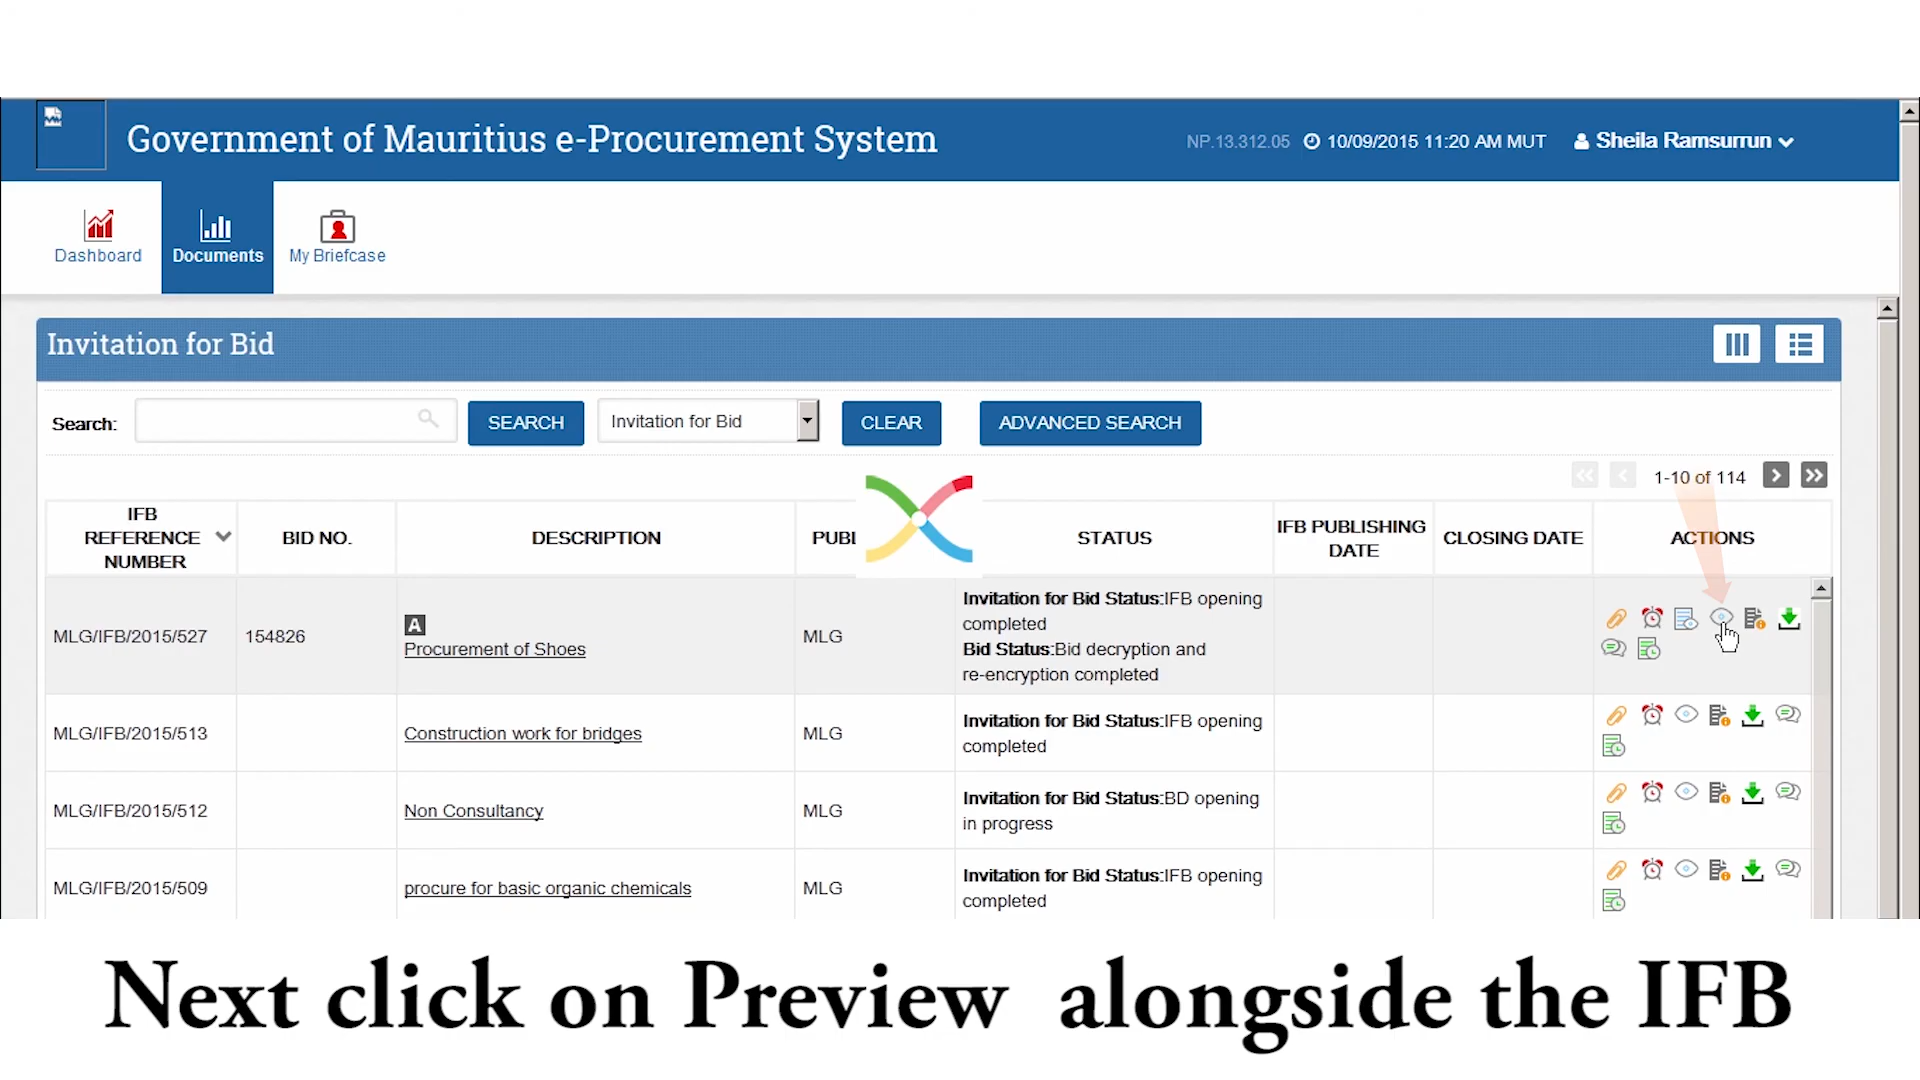 Government of Mauritius e-Procurement System
NP.13.312.05 10/09/2015 11:20 AM MUT Sheila Ramsurrun
Dashboard Documents My Briefcase
Invitation for Bid
Search: SEARCH Invitation for Bid CLEAR ADVANCED SEARCH
1-10 of 114
IFB REFERENCE NUMBER BID NO. DESCRIPTION PUBL STATUS IFB PUBLISHING DATE CLOSING DATE ACTIONS
MLG/IFB/2015/527 154826 A Procurement of Shoes MLG Invitation for Bid Status:IFB opening completed
Bid Status:Bid decryption and re-encryption completed
MLG/IFB/2015/513 Construction work for bridges MLG Invitation for Bid Status:IFB opening completed
MLG/IFB/2015/512 Non Consultancy MLG Invitation for Bid Status:BD opening in progress
MLG/IFB/2015/509 procure for basic organic chemicals MLG Invitation for Bid Status:IFB opening completed
Next click on Preview alongside the IFB